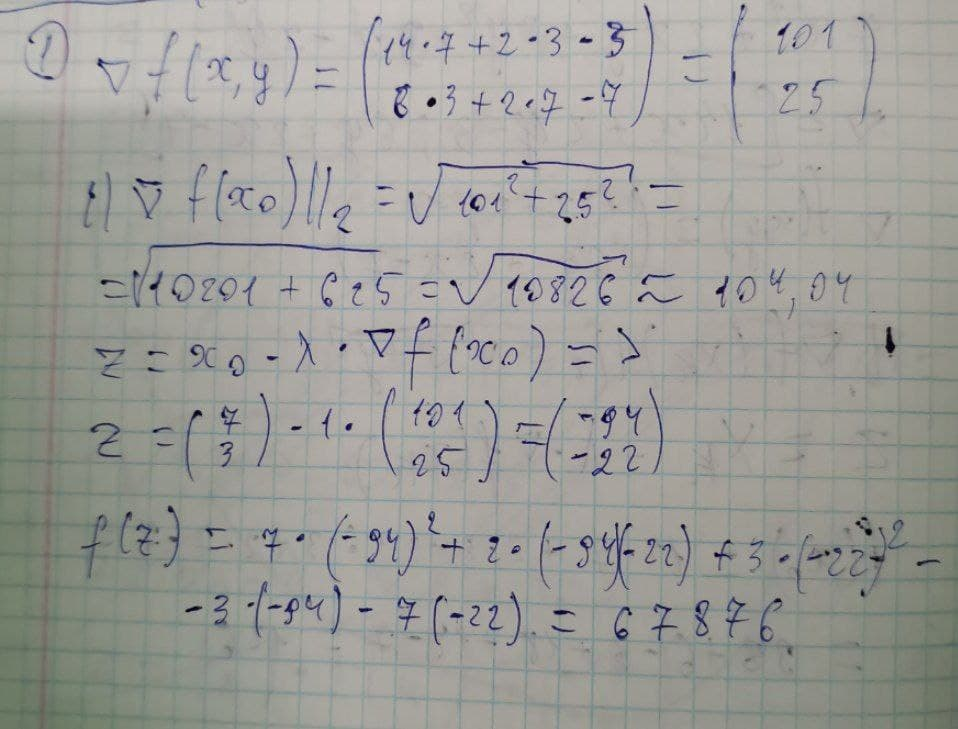 ① ∇ f(x,y) = (14·7 + 2·3 - 3 / 6·3 + 2·7 - 7) = (101 / 25)
|| ∇ f(x₀) ||₂ = √(101² + 25²) =
= √(10201 + 625) = √(10826) ≈ 104,04
z = x₀ - λ · ∇ f(x₀) = >
z = (7 / 3) - 1 · (101 / 25) = (-94 / -22)
f(z) = 7 · (-94)² + 2 · (-94)(-22) + 3 · (-22)² -
- 3 · (-94) - 7(-22) = 67876